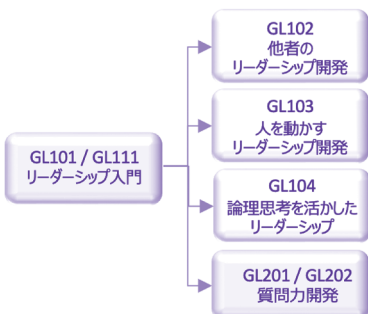 GL102
他者の
リーダーシップ開発
GL103
人を動かす
リーダーシップ開発
GL101 / GL111
リーダーシップ入門
GL104
論理思考を活かした
リーダーシップ
GL201 / GL202
質問力開発